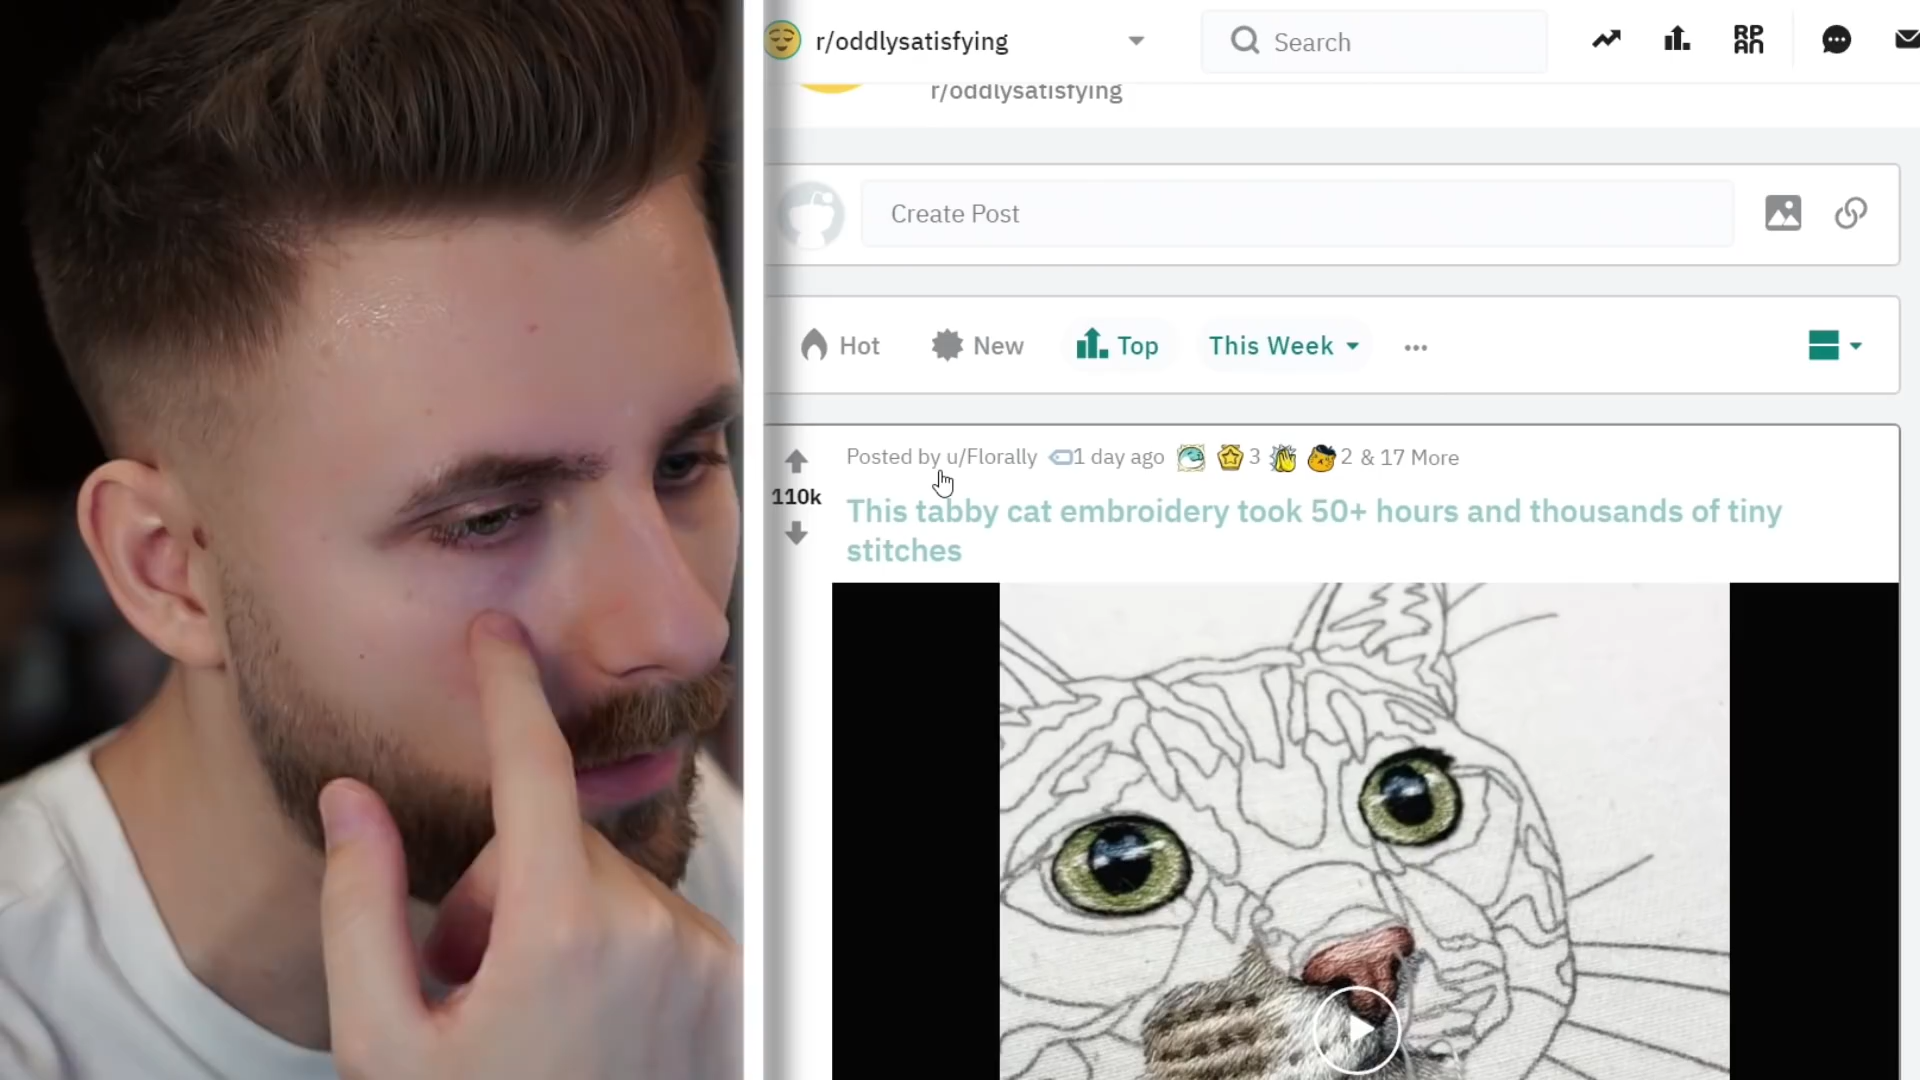 r/oddlysatisfying
Search
RPAN
r/oddlysatisfying
Create Post
Hot
New
Top
This Week
Posted by u/Florally
1 day ago
3
2 & 17 More
110k
This tabby cat embroidery took 50+ hours and thousands of tiny
stitches